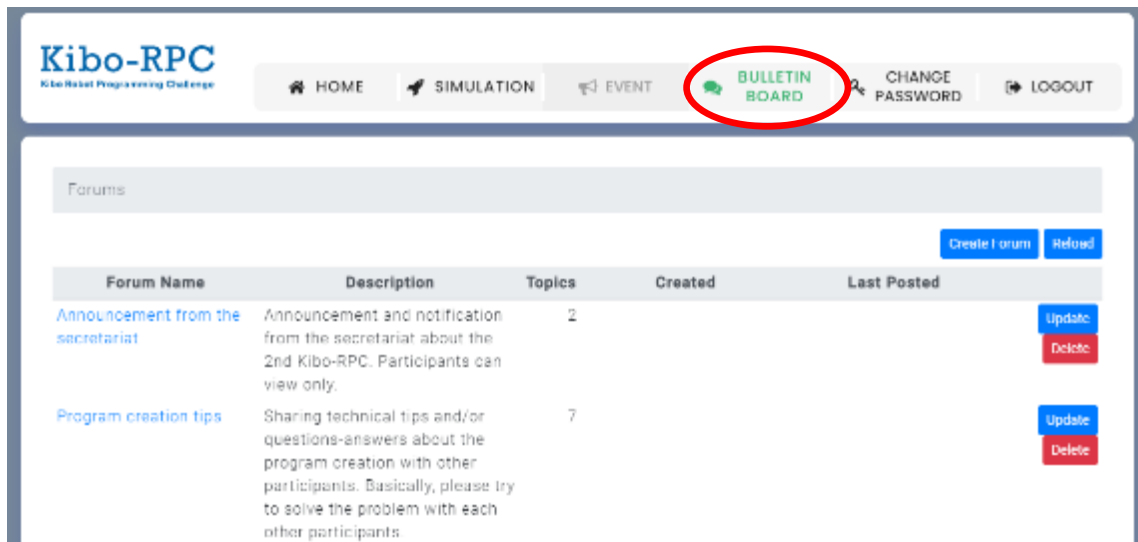 Kibo-RPC
Kibo Robot Programming Challenge
HOME
SIMULATION
EVENT
BULLETIN
BOARD
CHANGE
PASSWORD
LOGOUT
Forums
Create Forum
Reload
Forum Name
Description
Topics
Created
Last Posted
Announcement from the
secretariat
Announcement and notification
from the secretariat about the
2nd Kibo-RPC. Participants can
view only.
2
Update
Delete
Program creation tips
Sharing technical tips and/or
questions-answers about the
program creation with other
participants. Basically, please try
to solve the problem with each
other participants.
7
Update
Delete